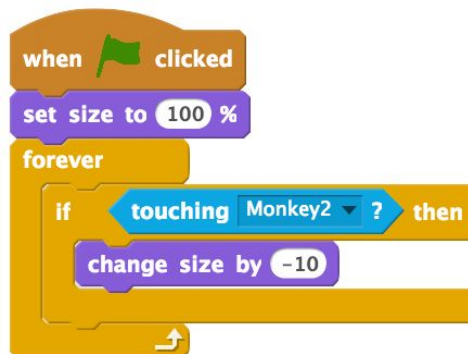 when clicked
set size to 100 %
forever
if touching Monkey2 ? then
change size by -10